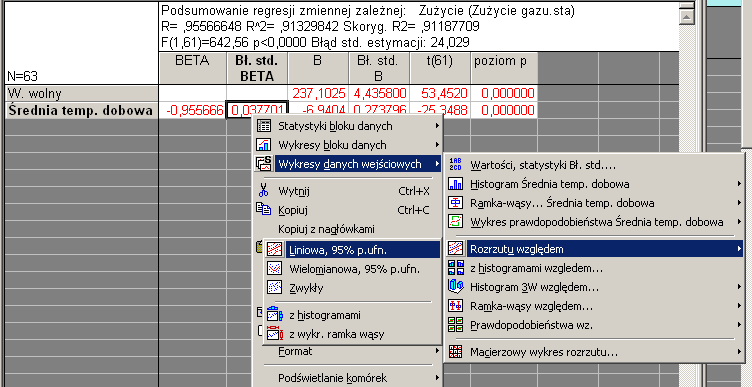 Podsumowanie regresji zmiennej zależnej: Zużycie (Zużycie gazu.sta)
R= ,95566648 R^2= ,91329842 Skoryg. R2= ,91187709
F(1,61)=642,56 p<0,0000 Błąd std. estymacji: 24,029
N=63
BETA Bł. std. BETA B Bł. std. B t(61) poziom p
W. wolny 237,1025 4,435800 53,4520 0,000000
Średnia temp. dobowa -0,955666 0,037701 -6,9404 0,273796 -25,3488 0,000000
Statystyki bloku danych
Wykresy bloku danych
Wykresy danych wejściowych
Wytnij Ctrl+X
Kopiuj Ctrl+C
Kopiuj z nagłówkami
Liniowa, 95% p.ufn.
Wielomianowa, 95% p.ufn.
Zwykły
z histogramami
z wykr. ramka wąsy
Format
Podświetlanie komórek
Wartości, statystyki Bł. std....
Histogram Średnia temp. dobowa
Ramka-wąsy... Średnia temp. dobowa
Wykres prawdopodobieństwa Średnia temp. dobowa
Rozrzutu względem
z histogramami wzgledem...
Histogram 3W względem...
Ramka-wąsy względem...
Prawdopodobieństwa wz.
Macierzowy wykres rozrzutu...